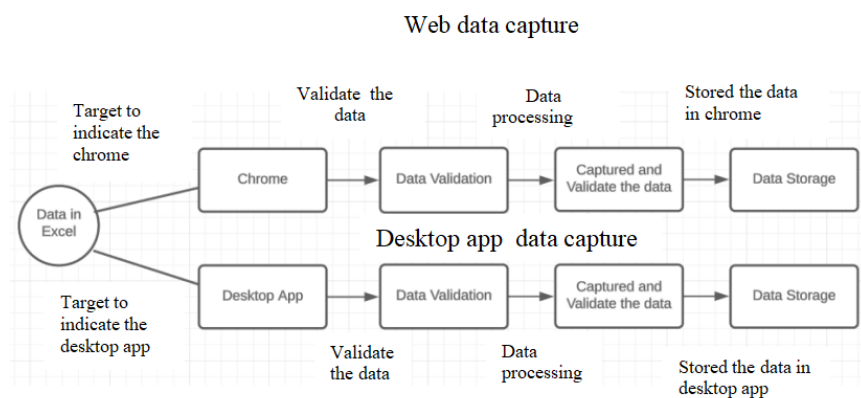 Web data capture
Target to
indicate the
chrome
Validate the
data
Data
processing
Stored the data
in chrome
Chrome
Data Validation
Captured and
Validate the data
Data Storage
Data in
Excel
Desktop app data capture
Desktop App
Data Validation
Captured and
Validate the data
Data Storage
Target to
indicate the
desktop app
Validate
the data
Data
processing
Stored the data in
desktop app